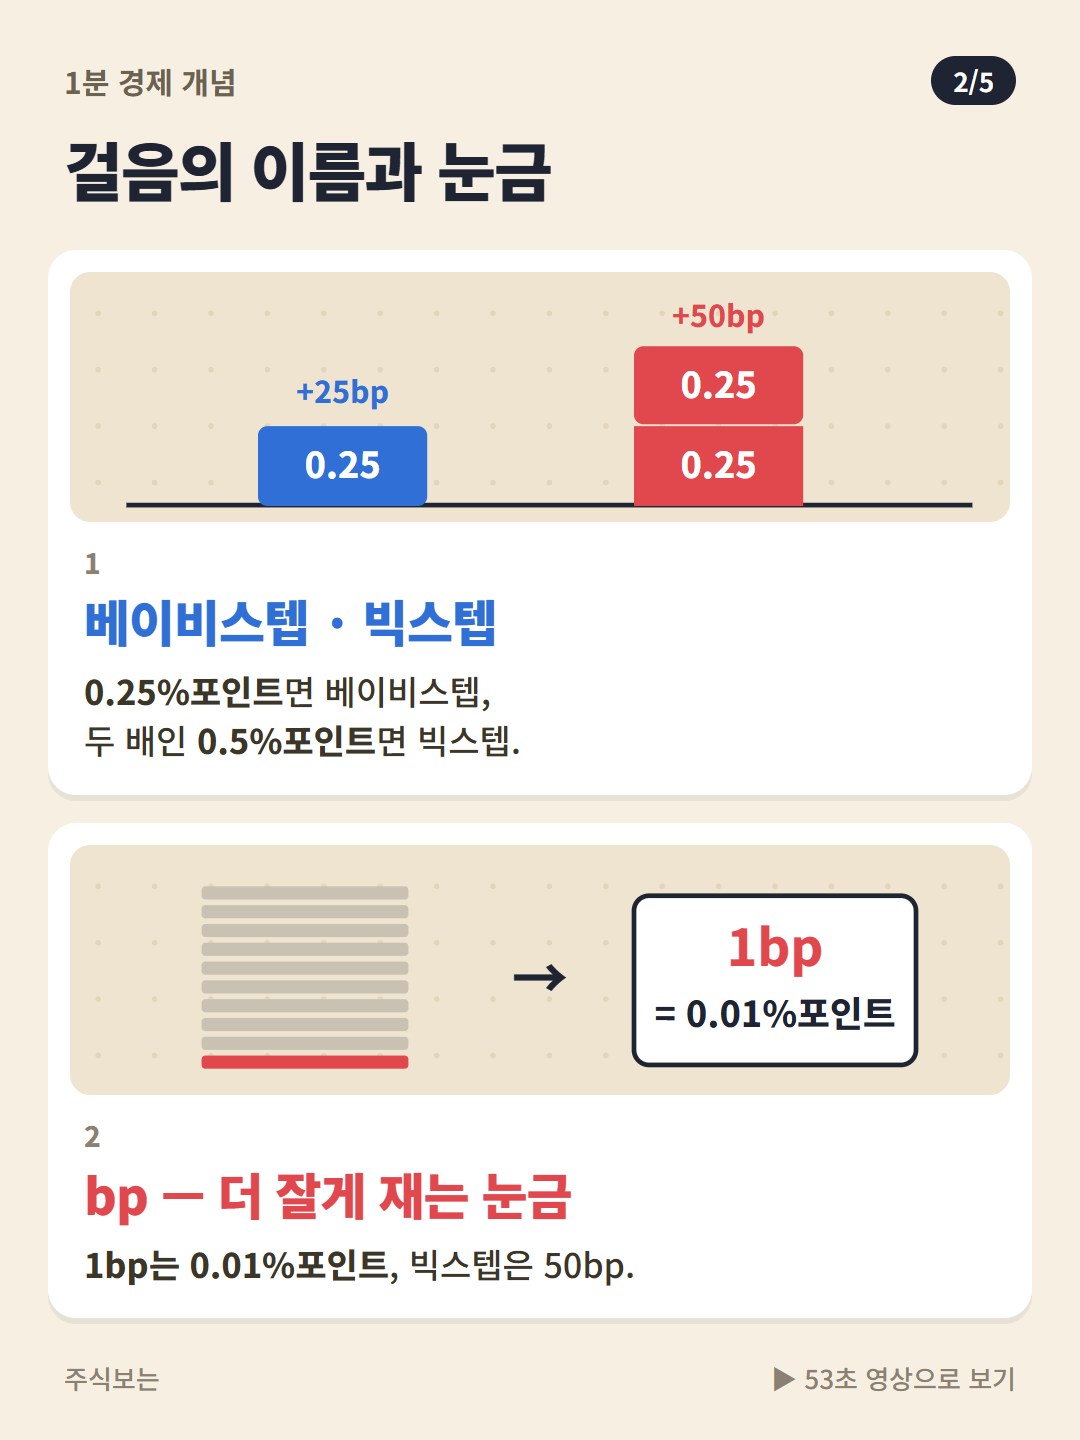 1분 경제 개념
2/5
걸음의 이름과 눈금
+50bp
+25bp
0.25
0.25
0.25
1
베이비스텝 · 빅스텝
0.25%포인트면 베이비스텝,
두 배인 0.5%포인트면 빅스텝.
→
1bp
= 0.01%포인트
2
bp — 더 잘게 재는 눈금
1bp는 0.01%포인트, 빅스텝은 50bp.
주식보는
▶ 53초 영상으로 보기